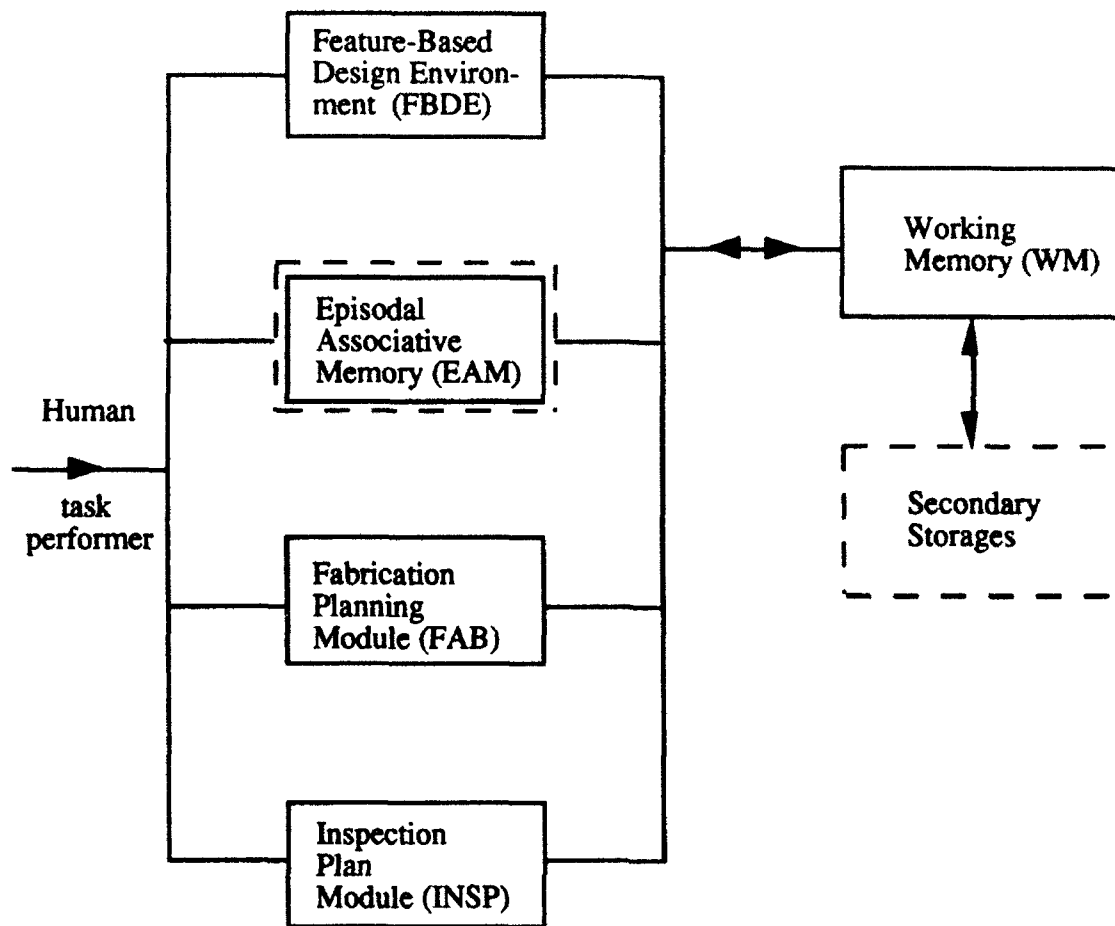 Feature-Based
Design Environ-
ment (FBDE)
Working
Memory (WM)
Episodal
Associative
Memory (EAM)
Human
task
performer
Secondary
Storages
Fabrication
Planning
Module (FAB)
Inspection
Plan
Module (INSP)